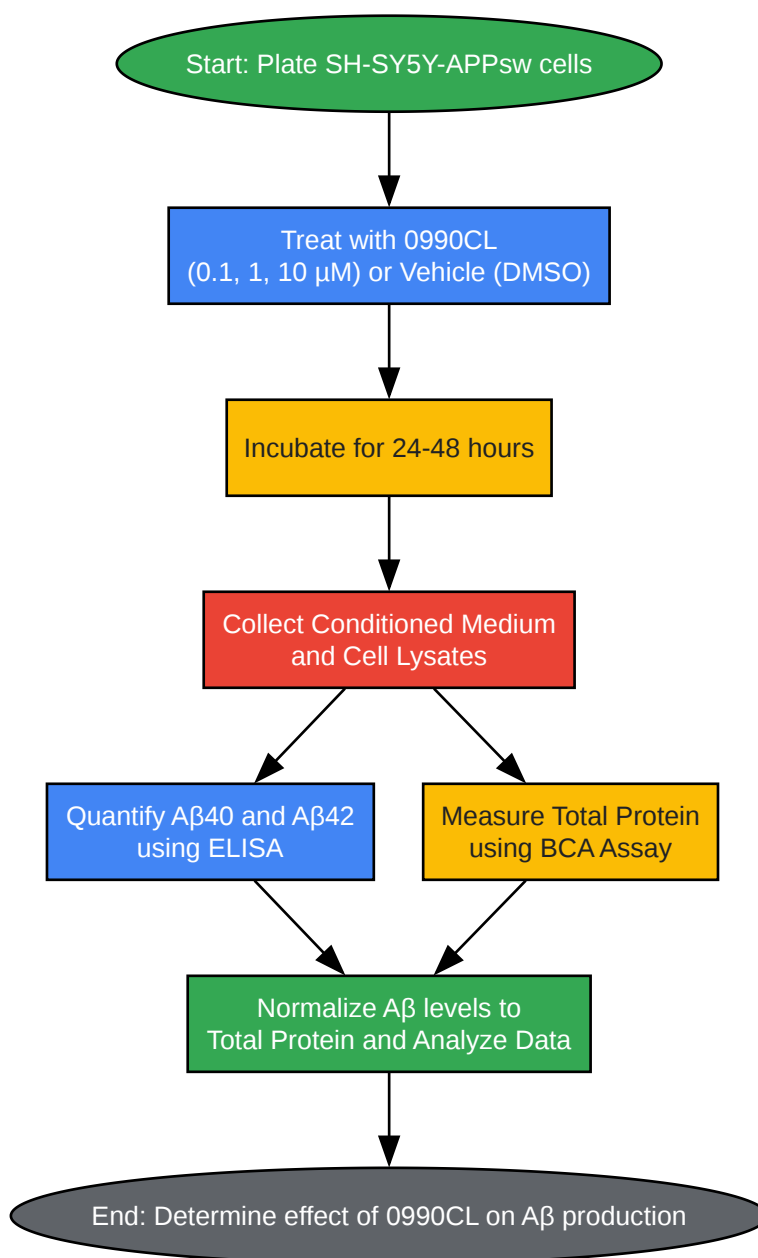 Start: Plate SH-SY5Y-APPsw cells
Treat with 0990CL
(0.1, 1, 10 µM) or Vehicle (DMSO)
Incubate for 24-48 hours
Collect Conditioned Medium
and Cell Lysates
Quantify Aβ40 and Aβ42
using ELISA
Measure Total Protein
using BCA Assay
Normalize Aβ levels to
Total Protein and Analyze Data
End: Determine effect of 0990CL on Aβ production